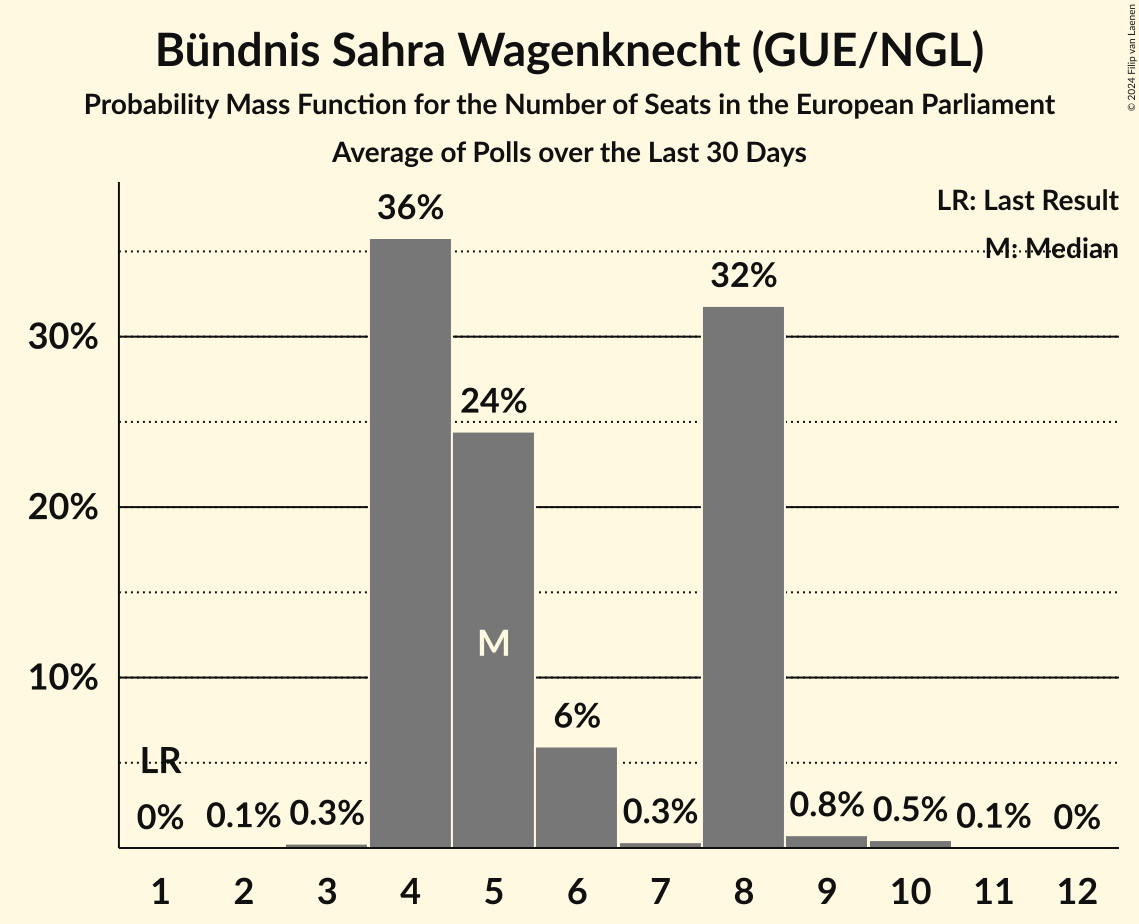 Bündnis Sahra Wagenknecht (GUE/NGL)
Probability Mass Function for the Number of Seats in the European Parliament
Average of Polls over the Last 30 Days
© 2024 Filip van Laenen
LR: Last Result
M: Median
36%
32%
30%
24%
20%
M
10%
6%
LR
0% 0.1% 0.3% 0.3% 0.8% 0.5% 0.1% 0%
1 2 3 4 5 6 7 8 9 10 11 12